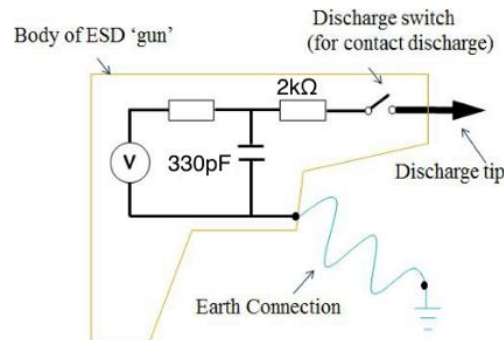 Body of ESD ‘gun’
Discharge switch
(for contact discharge)
2kΩ
V
330pF
Discharge tip
Earth Connection